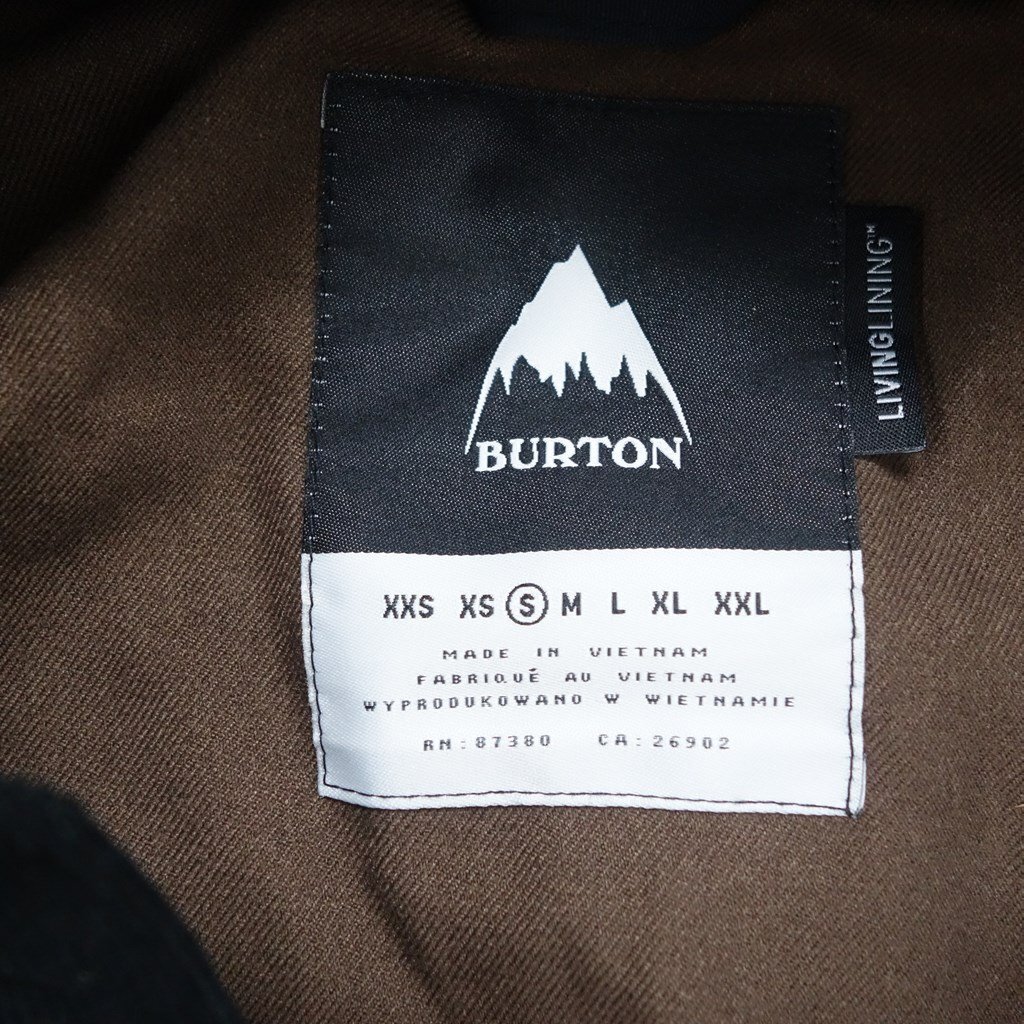 BURTON
LIVINGLINING™
XXS XS S M L XL XXL
MADE IN VIETNAM
FABRIQUÉ AU VIETNAM
WYPRODUKOWANO W WIETNAMIE
RN: 87380 CA: 26902